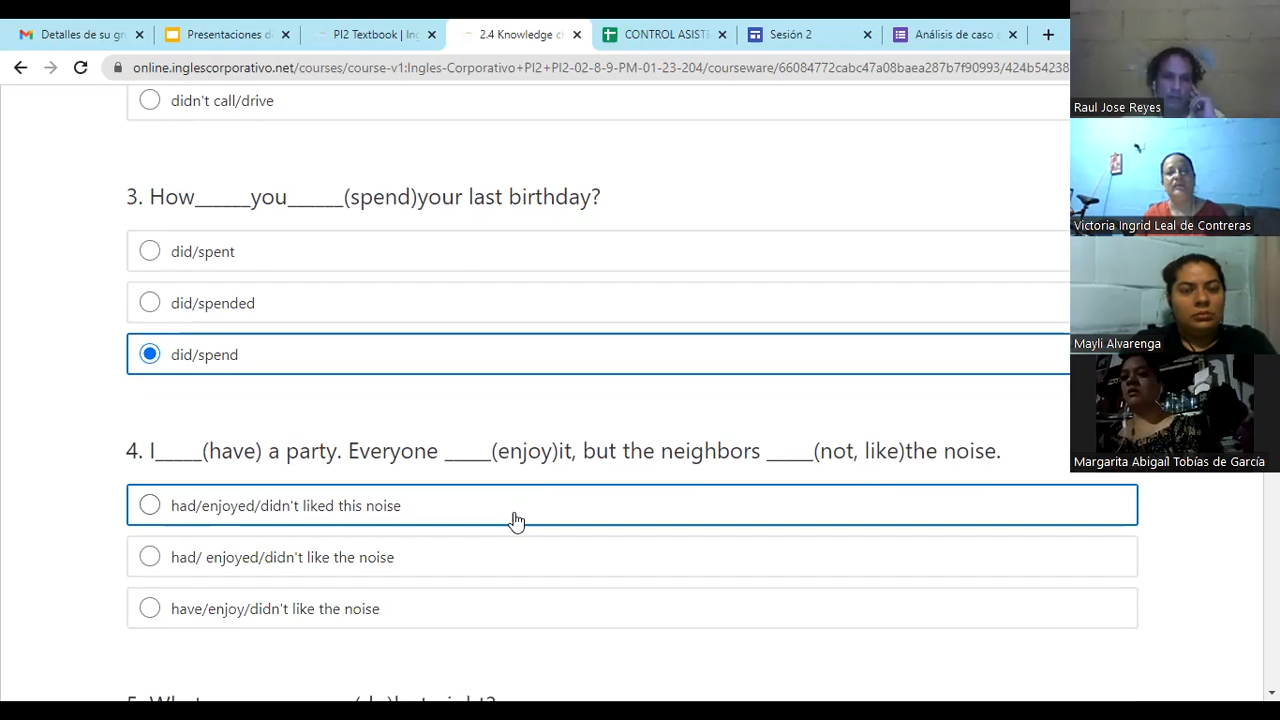 Detalles de su gr
Presentaciones d
PI2 Textbook | Ing
2.4 Knowledge c
CONTROL ASIST
Sesión 2
Análisis de caso
online.inglescorporativo.net/courses/course-v1:Ingles-Corporativo+PI2+PI2-02-8-9-PM-01-23-204/courseware/66084772cabc47a08baea287b7f90993/424b54238
didn't call/drive
3. How______you______(spend)your last birthday?
did/spent
did/spended
did/spend
4. I_____(have) a party. Everyone _____(enjoy)it, but the neighbors _____(not, like)the noise.
had/enjoyed/didn't liked this noise
had/ enjoyed/didn't like the noise
have/enjoy/didn't like the noise
Raul Jose Reyes
Victoria Ingrid Leal de Contreras
Mayli Alvarenga
Margarita Abigail Tobías de García